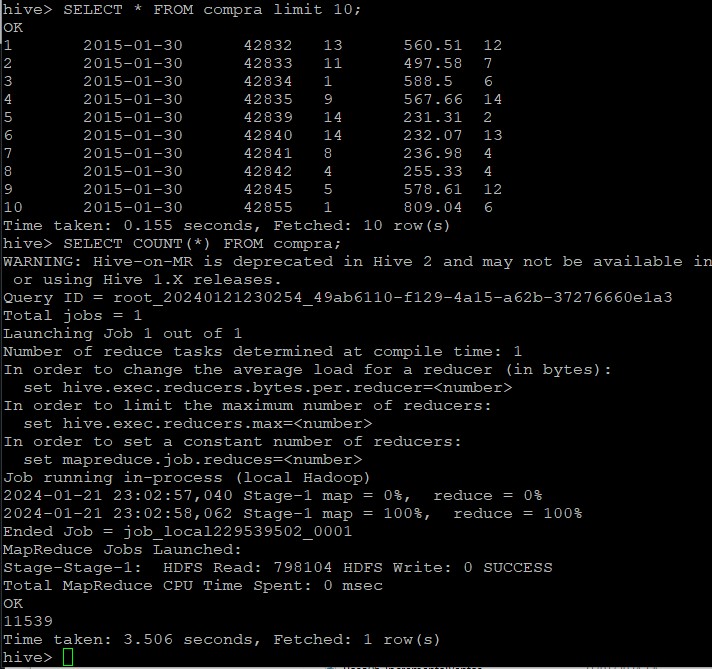 hive> SELECT * FROM compra limit 10;
OK
1 2015-01-30 42832 13 560.51 12
2 2015-01-30 42833 11 497.58 7
3 2015-01-30 42834 1 588.5 6
4 2015-01-30 42835 9 567.66 14
5 2015-01-30 42839 14 231.31 2
6 2015-01-30 42840 14 232.07 13
7 2015-01-30 42841 8 236.98 4
8 2015-01-30 42842 4 255.33 4
9 2015-01-30 42845 5 578.61 12
10 2015-01-30 42855 1 809.04 6
Time taken: 0.155 seconds, Fetched: 10 row(s)
hive> SELECT COUNT(*) FROM compra;
WARNING: Hive-on-MR is deprecated in Hive 2 and may not be available in
or using Hive 1.X releases.
Query ID = root_20240121230254_49ab6110-f129-4a15-a62b-37276660e1a3
Total jobs = 1
Launching Job 1 out of 1
Number of reduce tasks determined at compile time: 1
In order to change the average load for a reducer (in bytes):
set hive.exec.reducers.bytes.per.reducer=<number>
In order to limit the maximum number of reducers:
set hive.exec.reducers.max=<number>
In order to set a constant number of reducers:
set mapreduce.job.reduces=<number>
Job running in-process (local Hadoop)
2024-01-21 23:02:57,040 Stage-1 map = 0%, reduce = 0%
2024-01-21 23:02:58,062 Stage-1 map = 100%, reduce = 100%
Ended Job = job_local229539502_0001
MapReduce Jobs Launched:
Stage-Stage-1: HDFS Read: 798104 HDFS Write: 0 SUCCESS
Total MapReduce CPU Time Spent: 0 msec
OK
11539
Time taken: 3.506 seconds, Fetched: 1 row(s)
hive>